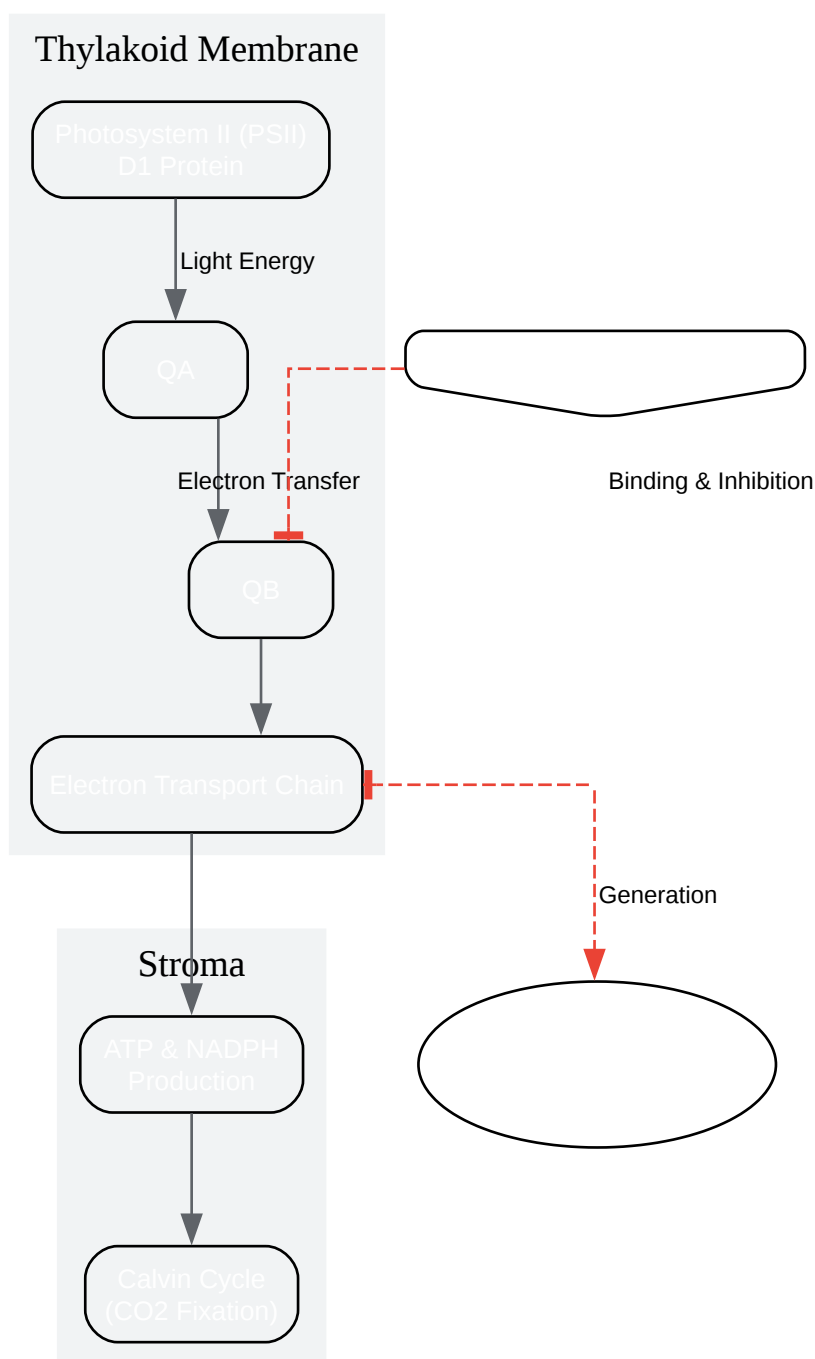 Thylakoid Membrane
Photosystem II (PSII)
D1 Protein
Light Energy
QA
Electron Transfer
Binding & Inhibition
QB
Electron Transport Chain
Generation
Stroma
ATP & NADPH
Production
Calvin Cycle
(CO2 Fixation)